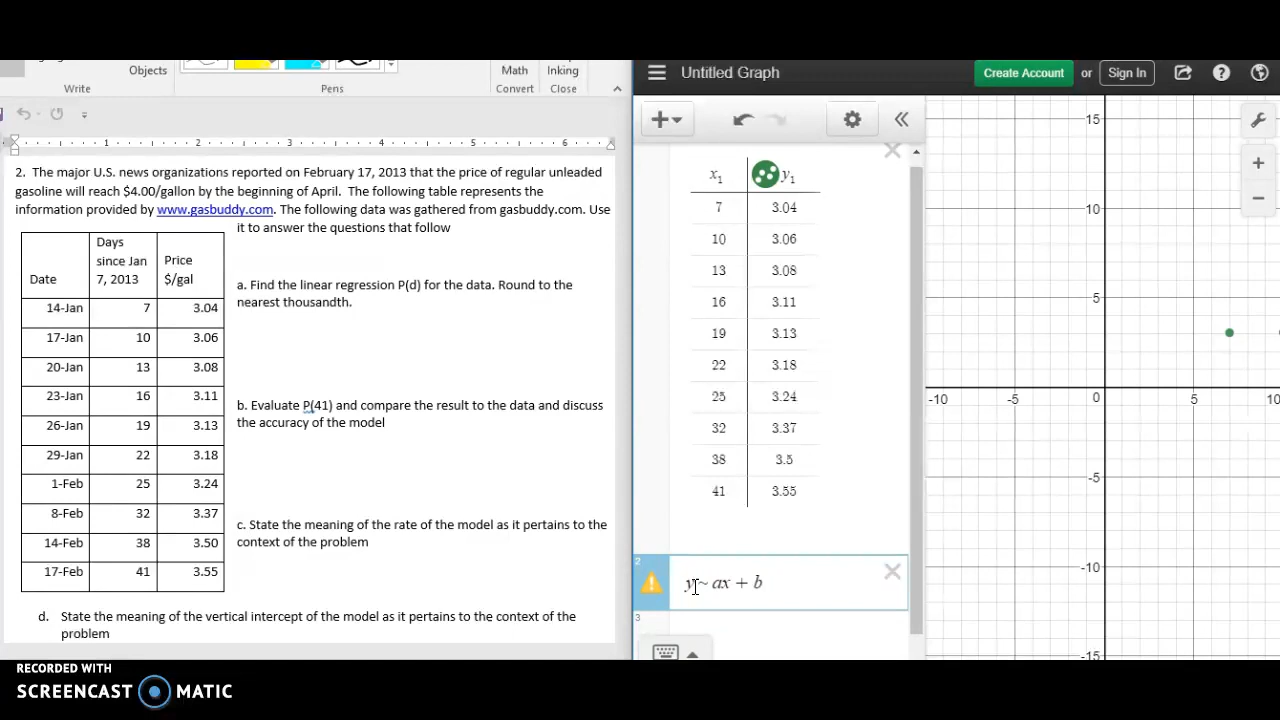 Objects
Math
Inking
Write
Pens
Convert
Close
1 2 3 4 5 6
2. The major U.S. news organizations reported on February 17, 2013 that the price of regular unleaded
gasoline will reach $4.00/gallon by the beginning of April. The following table represents the
information provided by www.gasbuddy.com. The following data was gathered from gasbuddy.com. Use
it to answer the questions that follow
Date Days since Jan 7, 2013 Price $/gal
14-Jan 7 3.04
17-Jan 10 3.06
20-Jan 13 3.08
23-Jan 16 3.11
26-Jan 19 3.13
29-Jan 22 3.18
1-Feb 25 3.24
8-Feb 32 3.37
14-Feb 38 3.50
17-Feb 41 3.55
a. Find the linear regression P(d) for the data. Round to the
nearest thousandth.
b. Evaluate P(41) and compare the result to the data and discuss
the accuracy of the model
c. State the meaning of the rate of the model as it pertains to the
context of the problem
d. State the meaning of the vertical intercept of the model as it pertains to the context of the
problem
Untitled Graph
Create Account or Sign In
x₁ y₁
7 3.04
10 3.06
13 3.08
16 3.11
19 3.13
22 3.18
25 3.24
32 3.37
38 3.5
41 3.55
2
y ~ ax + b
3
15
10
5
-10 -5 0 5 10
-5
-10
-15
RECORDED WITH
SCREENCAST MATIC